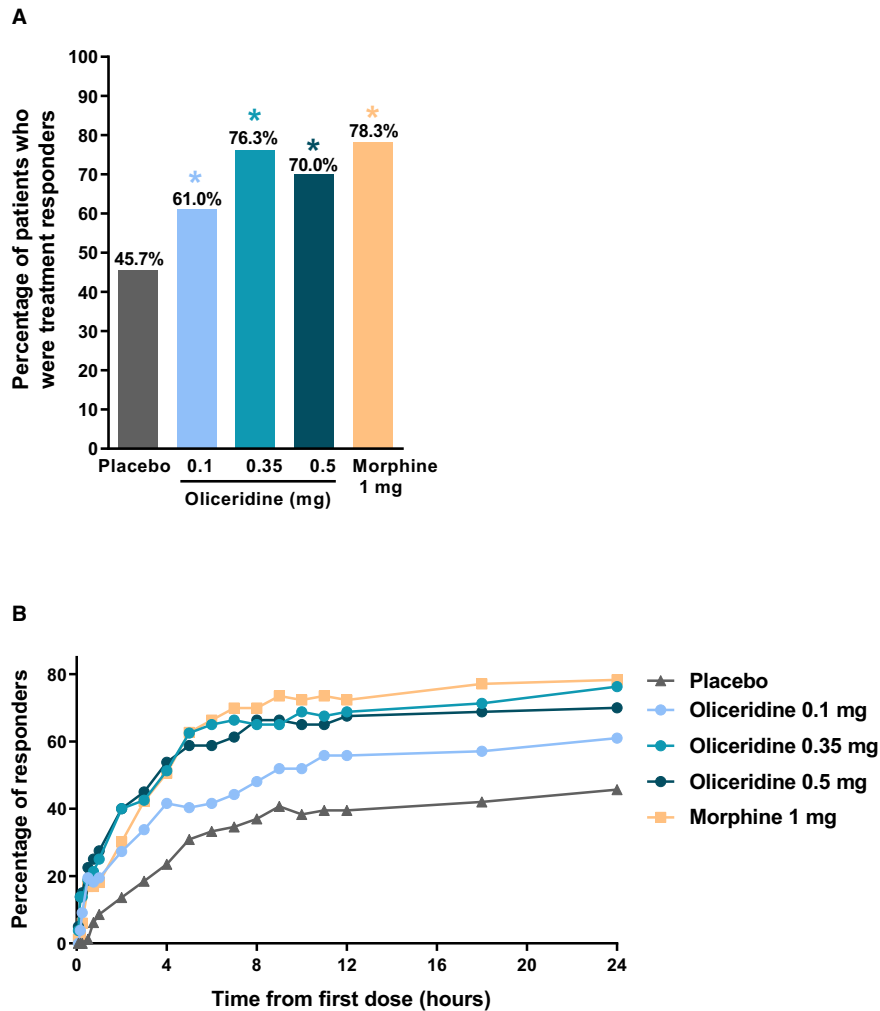 A
Percentage of patients who
were treatment responders
100
90
80
70
60
50
40
30
20
10
0
45.7%
*
61.0%
*
76.3%
*
70.0%
*
78.3%
Placebo 0.1 0.35 0.5 Morphine
1 mg
Oliceridine (mg)
B
Percentage of responders
80
60
40
20
0
0 4 8 12 16 20 24
Time from first dose (hours)
Placebo
Oliceridine 0.1 mg
Oliceridine 0.35 mg
Oliceridine 0.5 mg
Morphine 1 mg